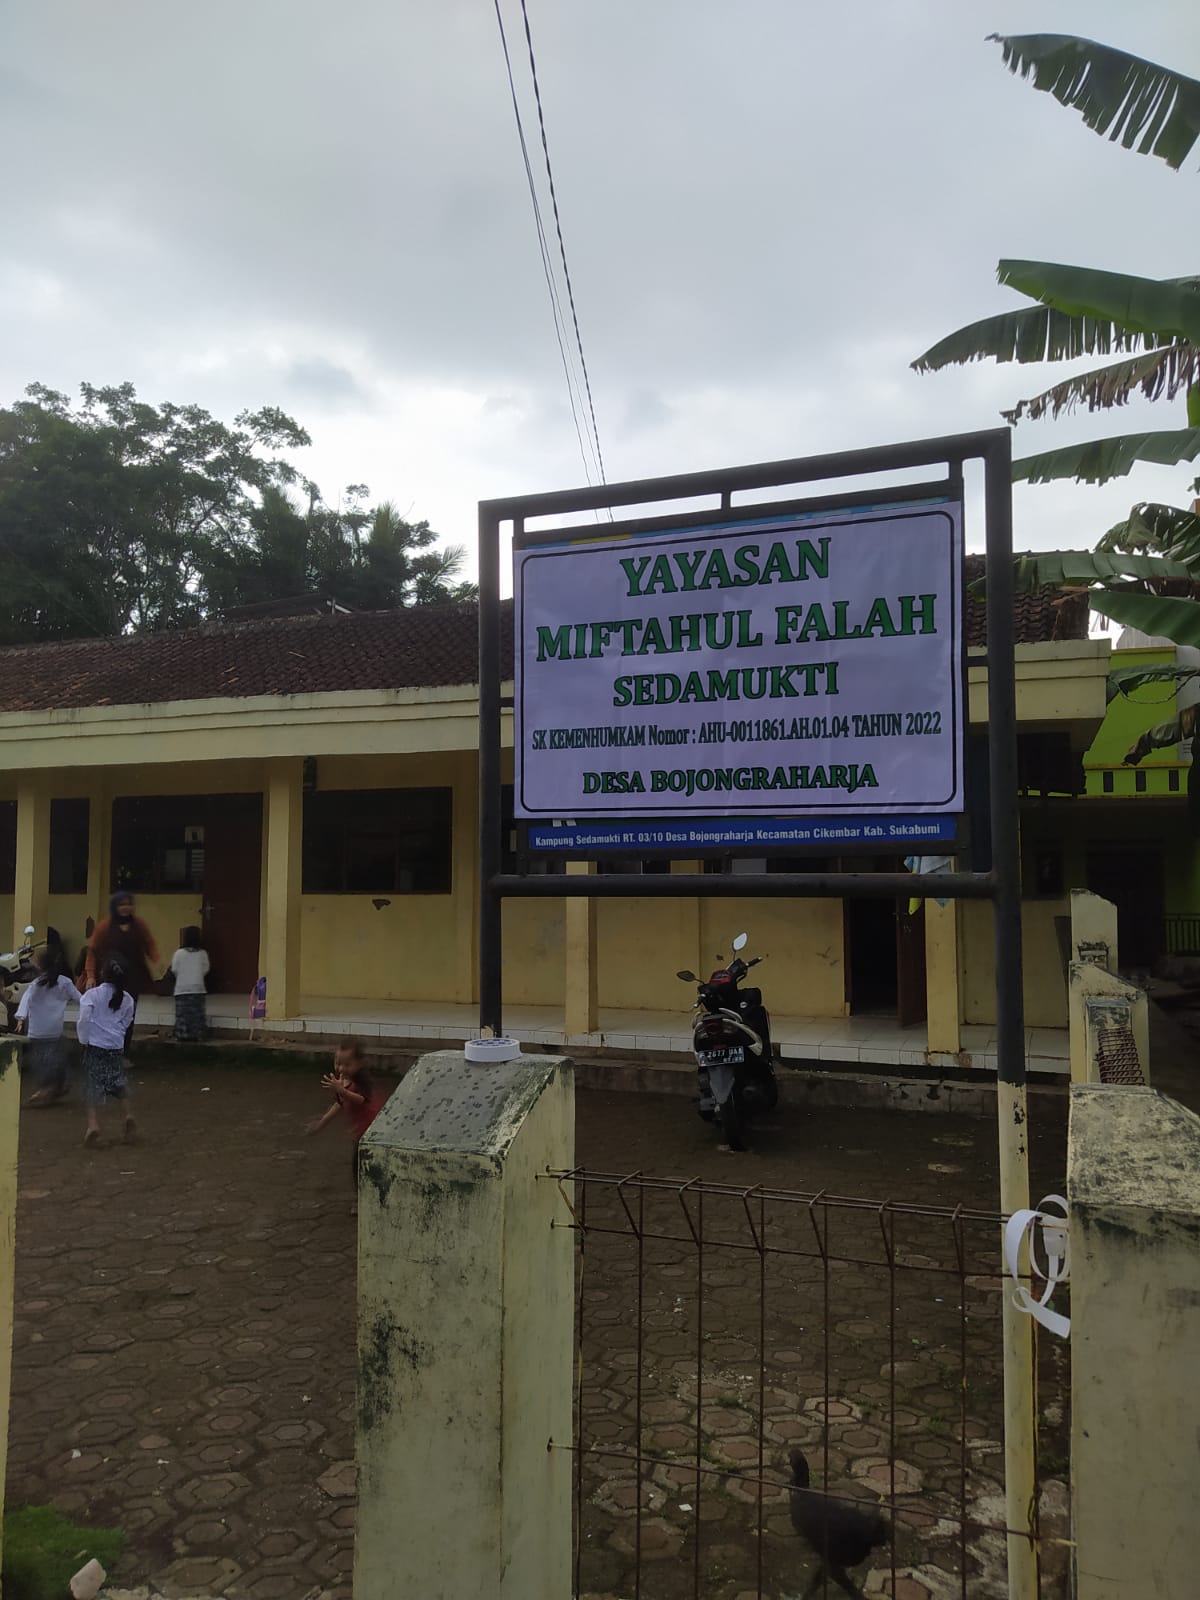 YAYASAN
MIFTAHUL FALAH
SEDAMUKTI
SK KEMENHUMKAM Nomor : AHU-0011861.AH.01.04 TAHUN 2022
DESA BOJONGRAHARJA
Kampung Sedamukti RT. 03/10 Desa Bojongraharja Kecamatan Cikembar Kab. Sukabumi